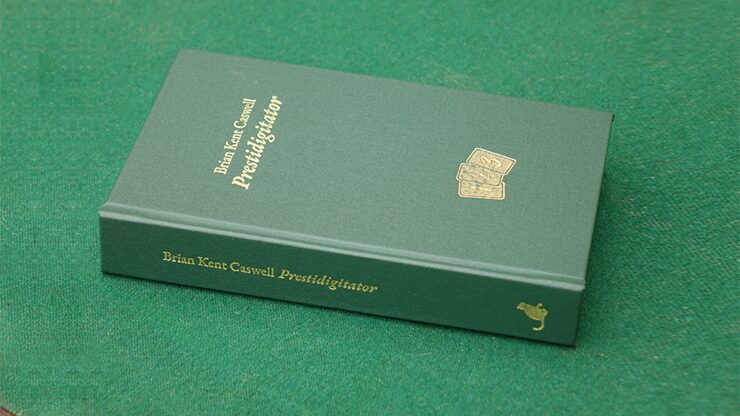 Brian Kent Caswell
Prestidigitator
Brian Kent Caswell Prestidigitator